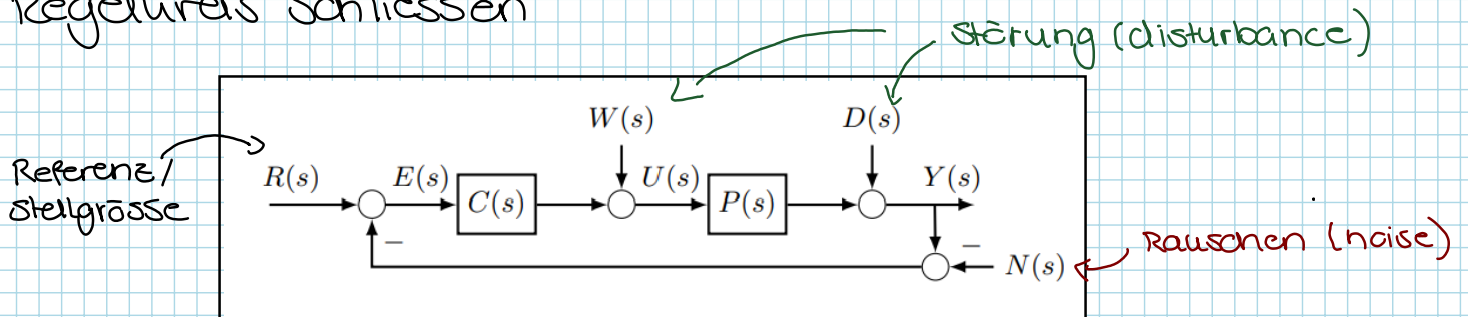 Regelkreis schliessen
Störung (disturbance)
W(s)
D(s)
Referenz/
Stellgrösse
R(s)
E(s)
C(s)
U(s)
P(s)
Y(s)
−
−
N(s)
Rauschen (noise)